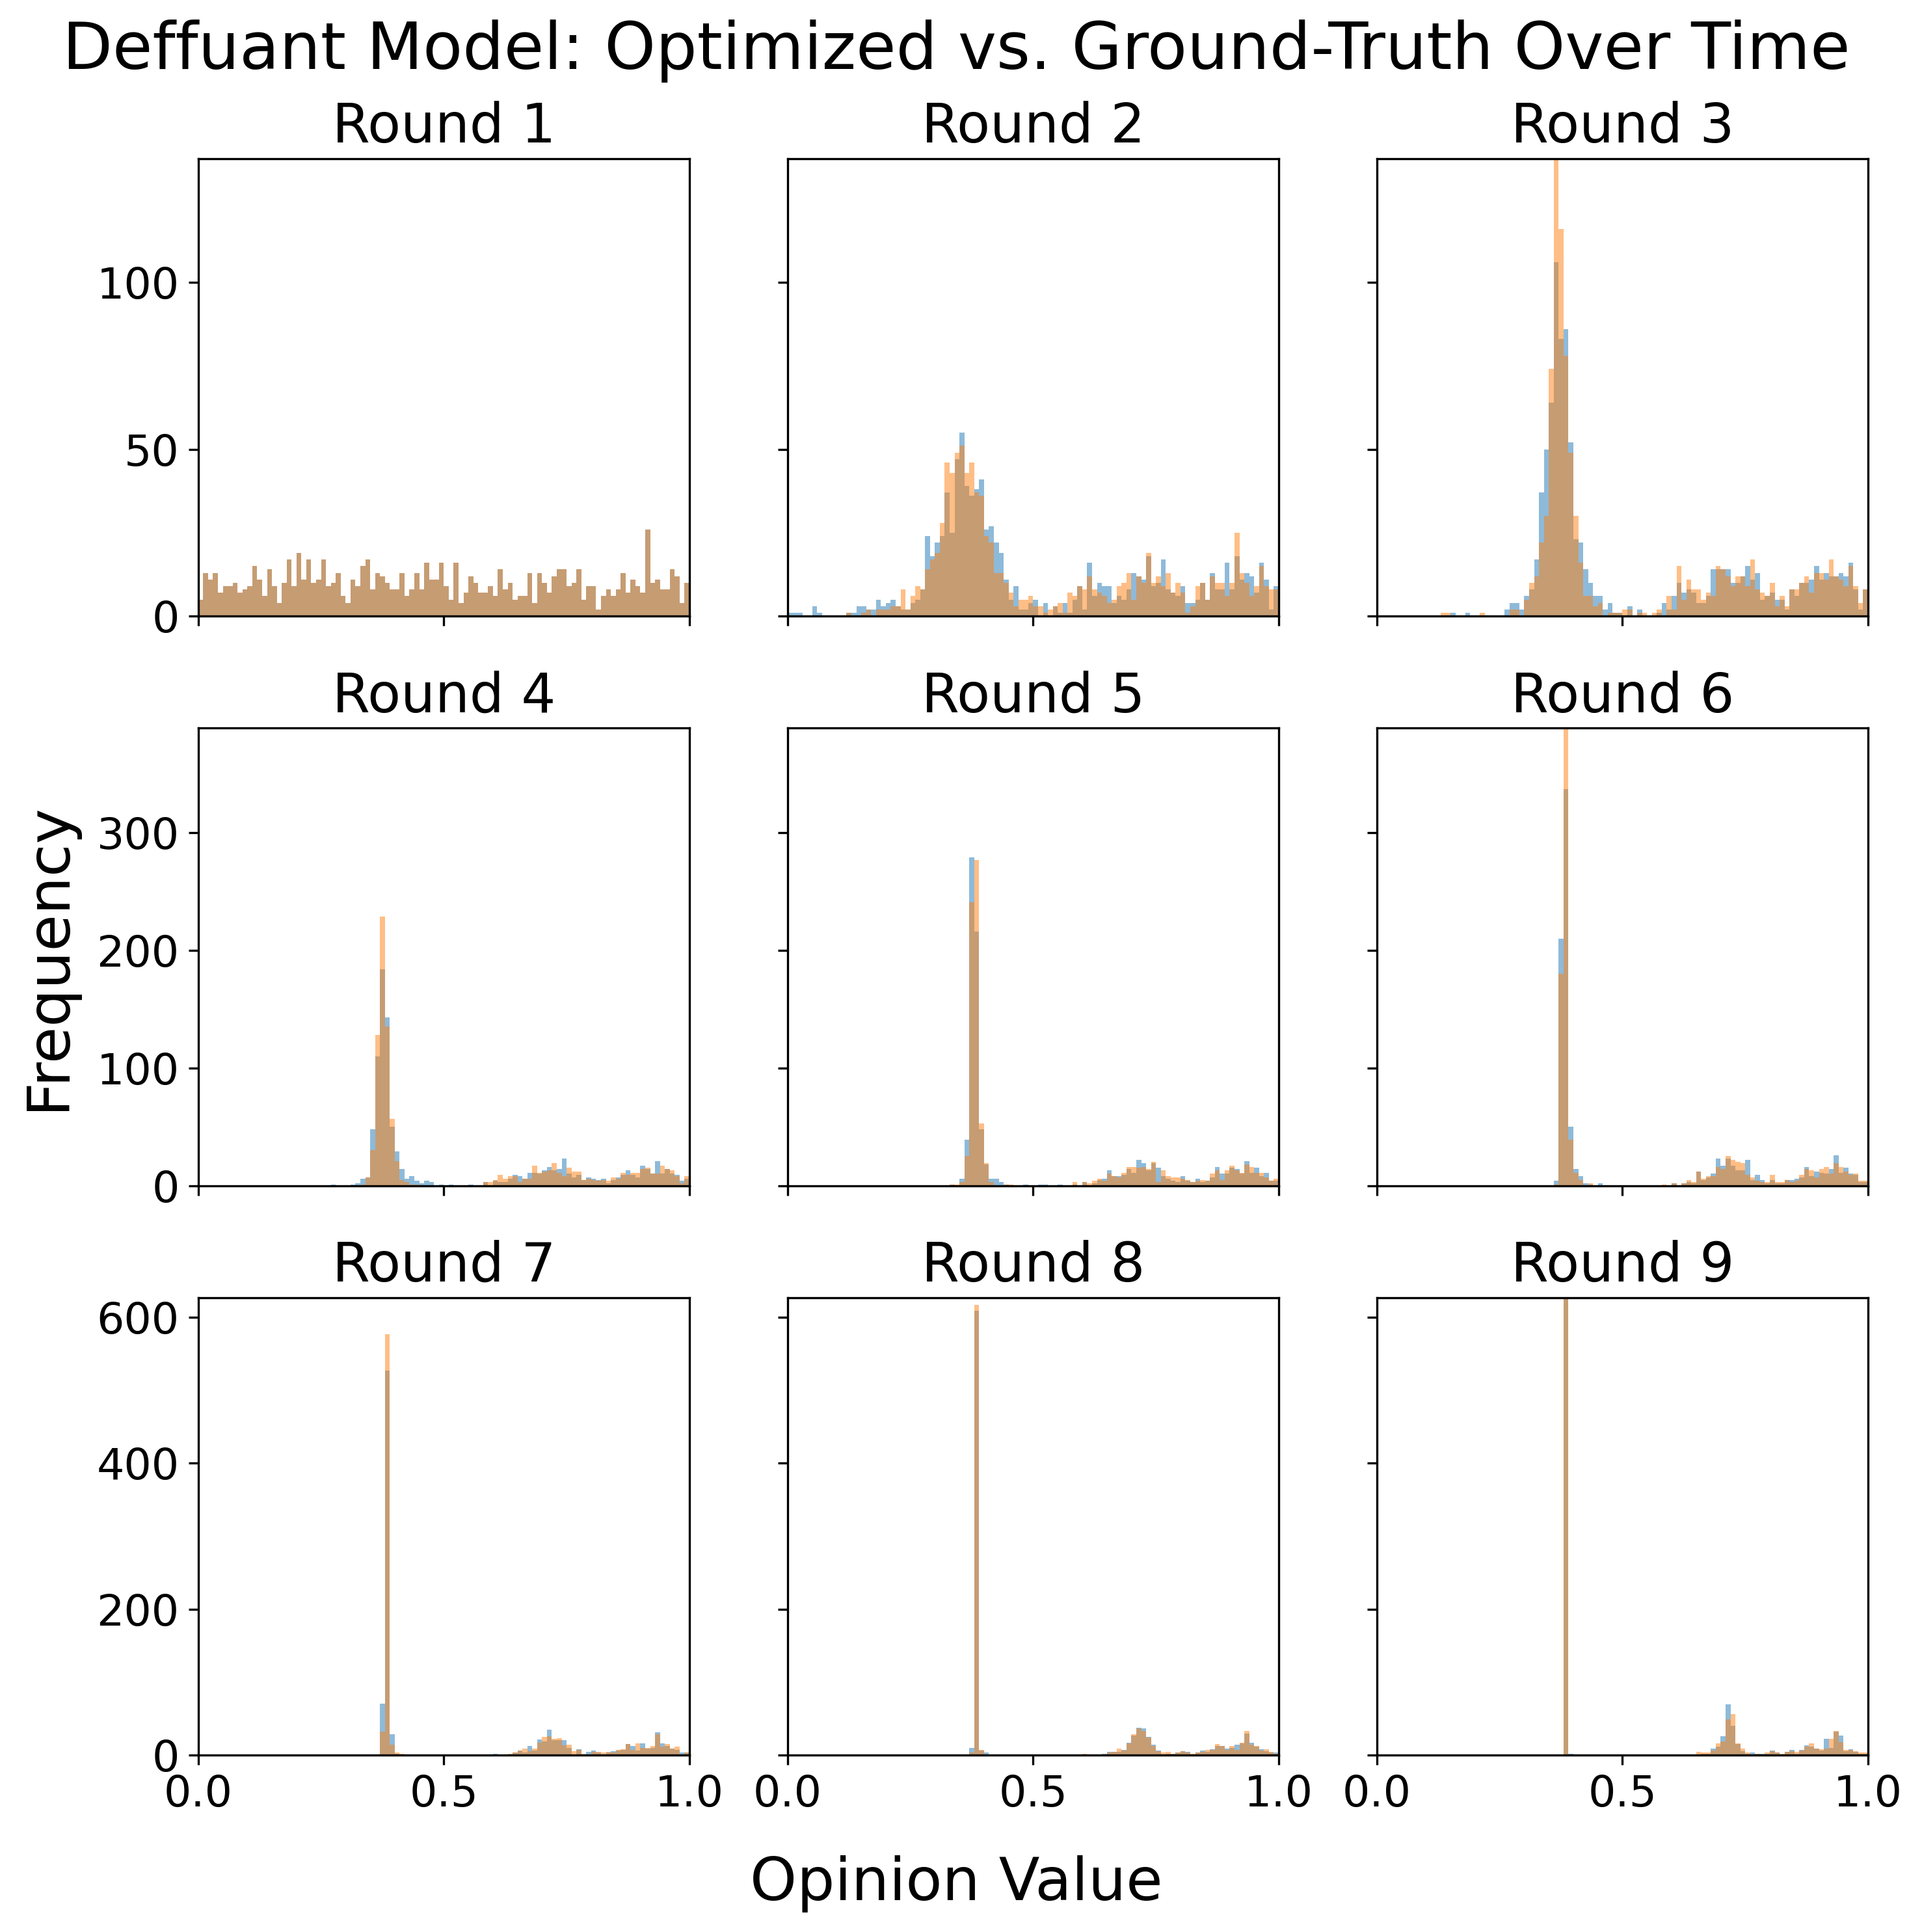 Deffuant Model: Optimized vs. Ground-Truth Over Time
Round 1
Round 2
Round 3
100
50
0
Round 4
Round 5
Round 6
Frequency
300
200
100
0
Round 7
Round 8
Round 9
600
400
200
0
0.0 0.5 1.0 0.0 0.5 1.0 0.0 0.5 1.0
Opinion Value